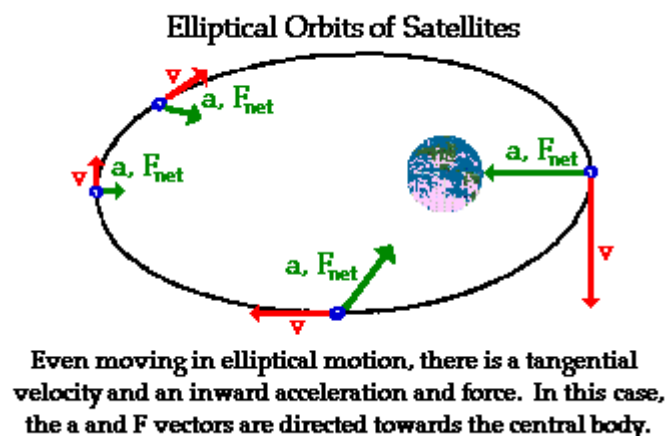 Elliptical Orbits of Satellites
v
a, Fnet
a, Fnet
v
a, Fnet
a, Fnet
v
v
Even moving in elliptical motion, there is a tangential
velocity and an inward acceleration and force. In this case,
the a and F vectors are directed towards the central body.